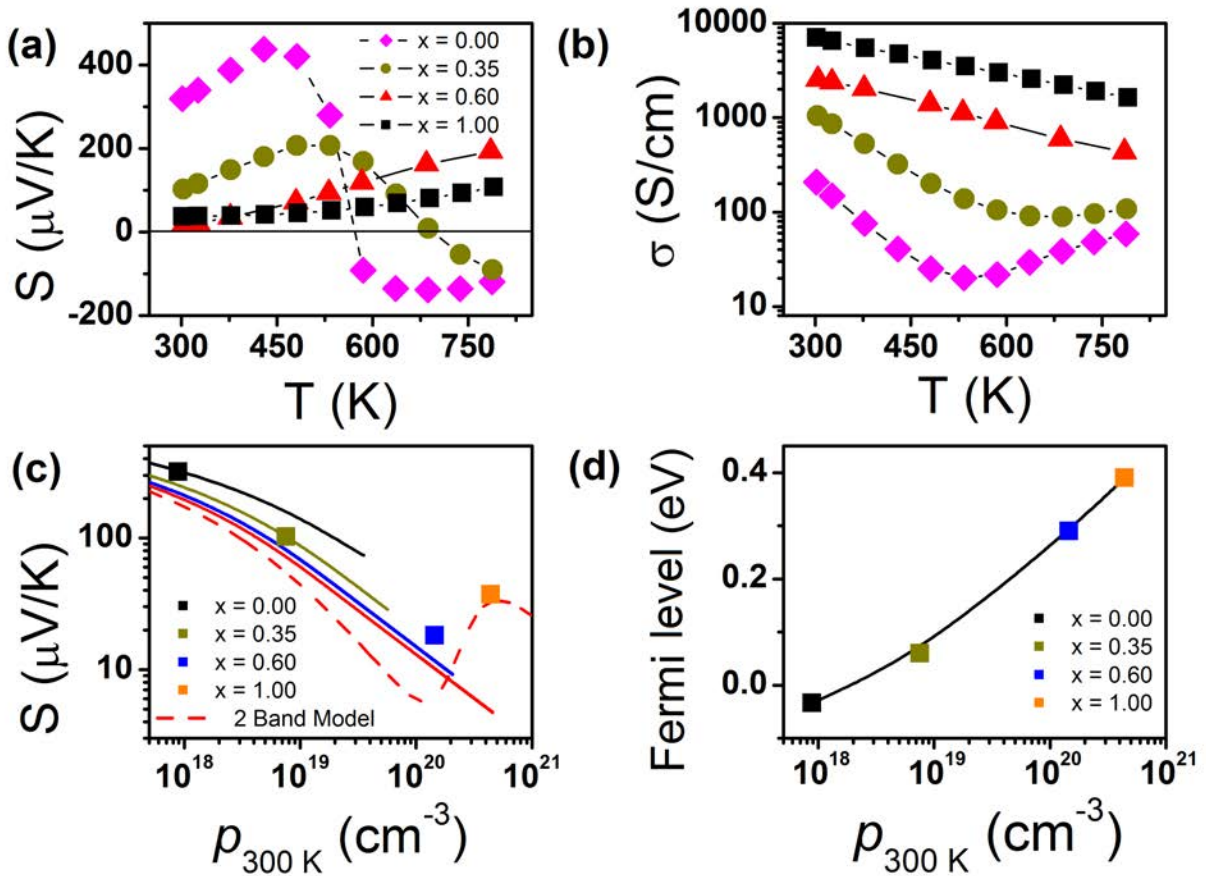 (a)
400
200
0
-200
300 450 600 750
S (μV/K)
T (K)
x = 0.00
x = 0.35
x = 0.60
x = 1.00
(b)
10000
1000
100
10
300 450 600 750
σ (S/cm)
T (K)
(c)
100
10
10^18 10^19 10^20 10^21
S (μV/K)
p_300 K (cm^-3)
x = 0.00
x = 0.35
x = 0.60
x = 1.00
2 Band Model
(d)
0.4
0.2
0.0
10^18 10^19 10^20 10^21
Fermi level (eV)
p_300 K (cm^-3)
x = 0.00
x = 0.35
x = 0.60
x = 1.00